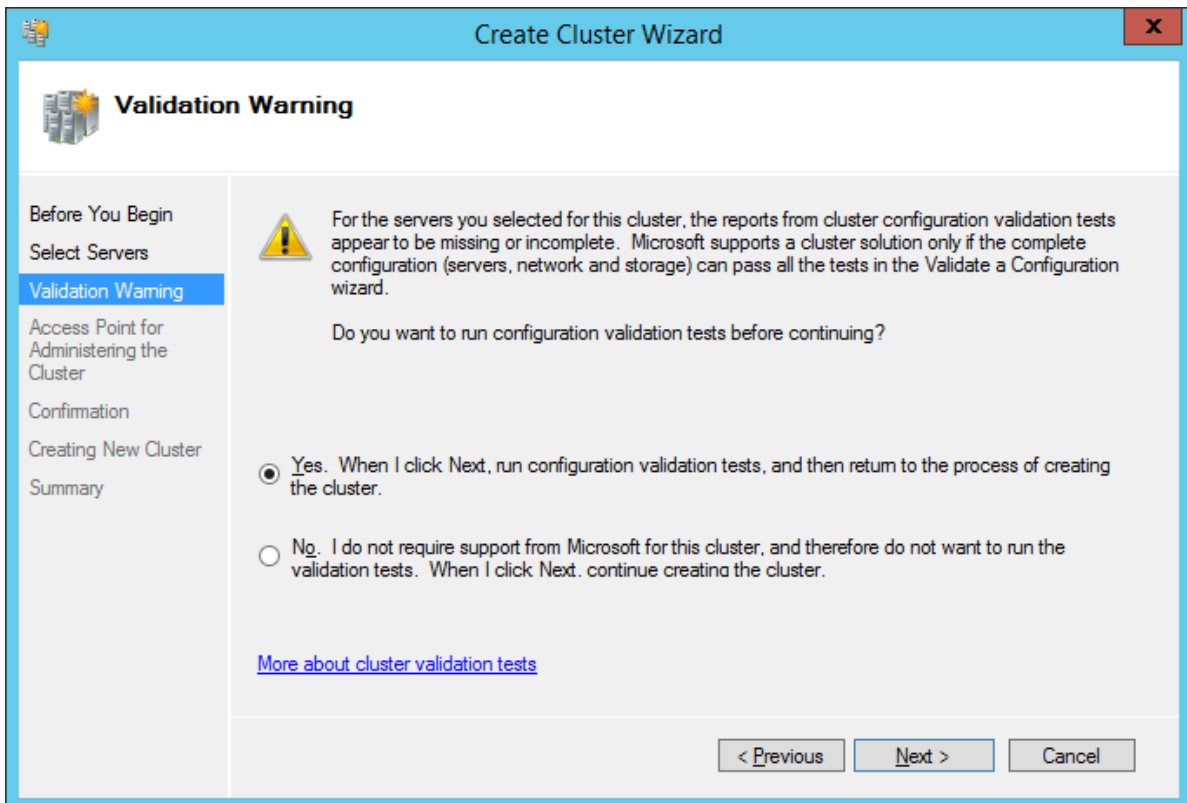 Create Cluster Wizard
x
Validation Warning
Before You Begin
Select Servers
Validation Warning
Access Point for
Administering the
Cluster
Confirmation
Creating New Cluster
Summary
For the servers you selected for this cluster, the reports from cluster configuration validation tests
appear to be missing or incomplete.  Microsoft supports a cluster solution only if the complete
configuration (servers, network and storage) can pass all the tests in the Validate a Configuration
wizard.
Do you want to run configuration validation tests before continuing?
Yes.  When I click Next, run configuration validation tests, and then return to the process of creating
the cluster.
No.  I do not require support from Microsoft for this cluster, and therefore do not want to run the
validation tests.  When I click Next, continue creating the cluster.
More about cluster validation tests
< Previous
Next >
Cancel